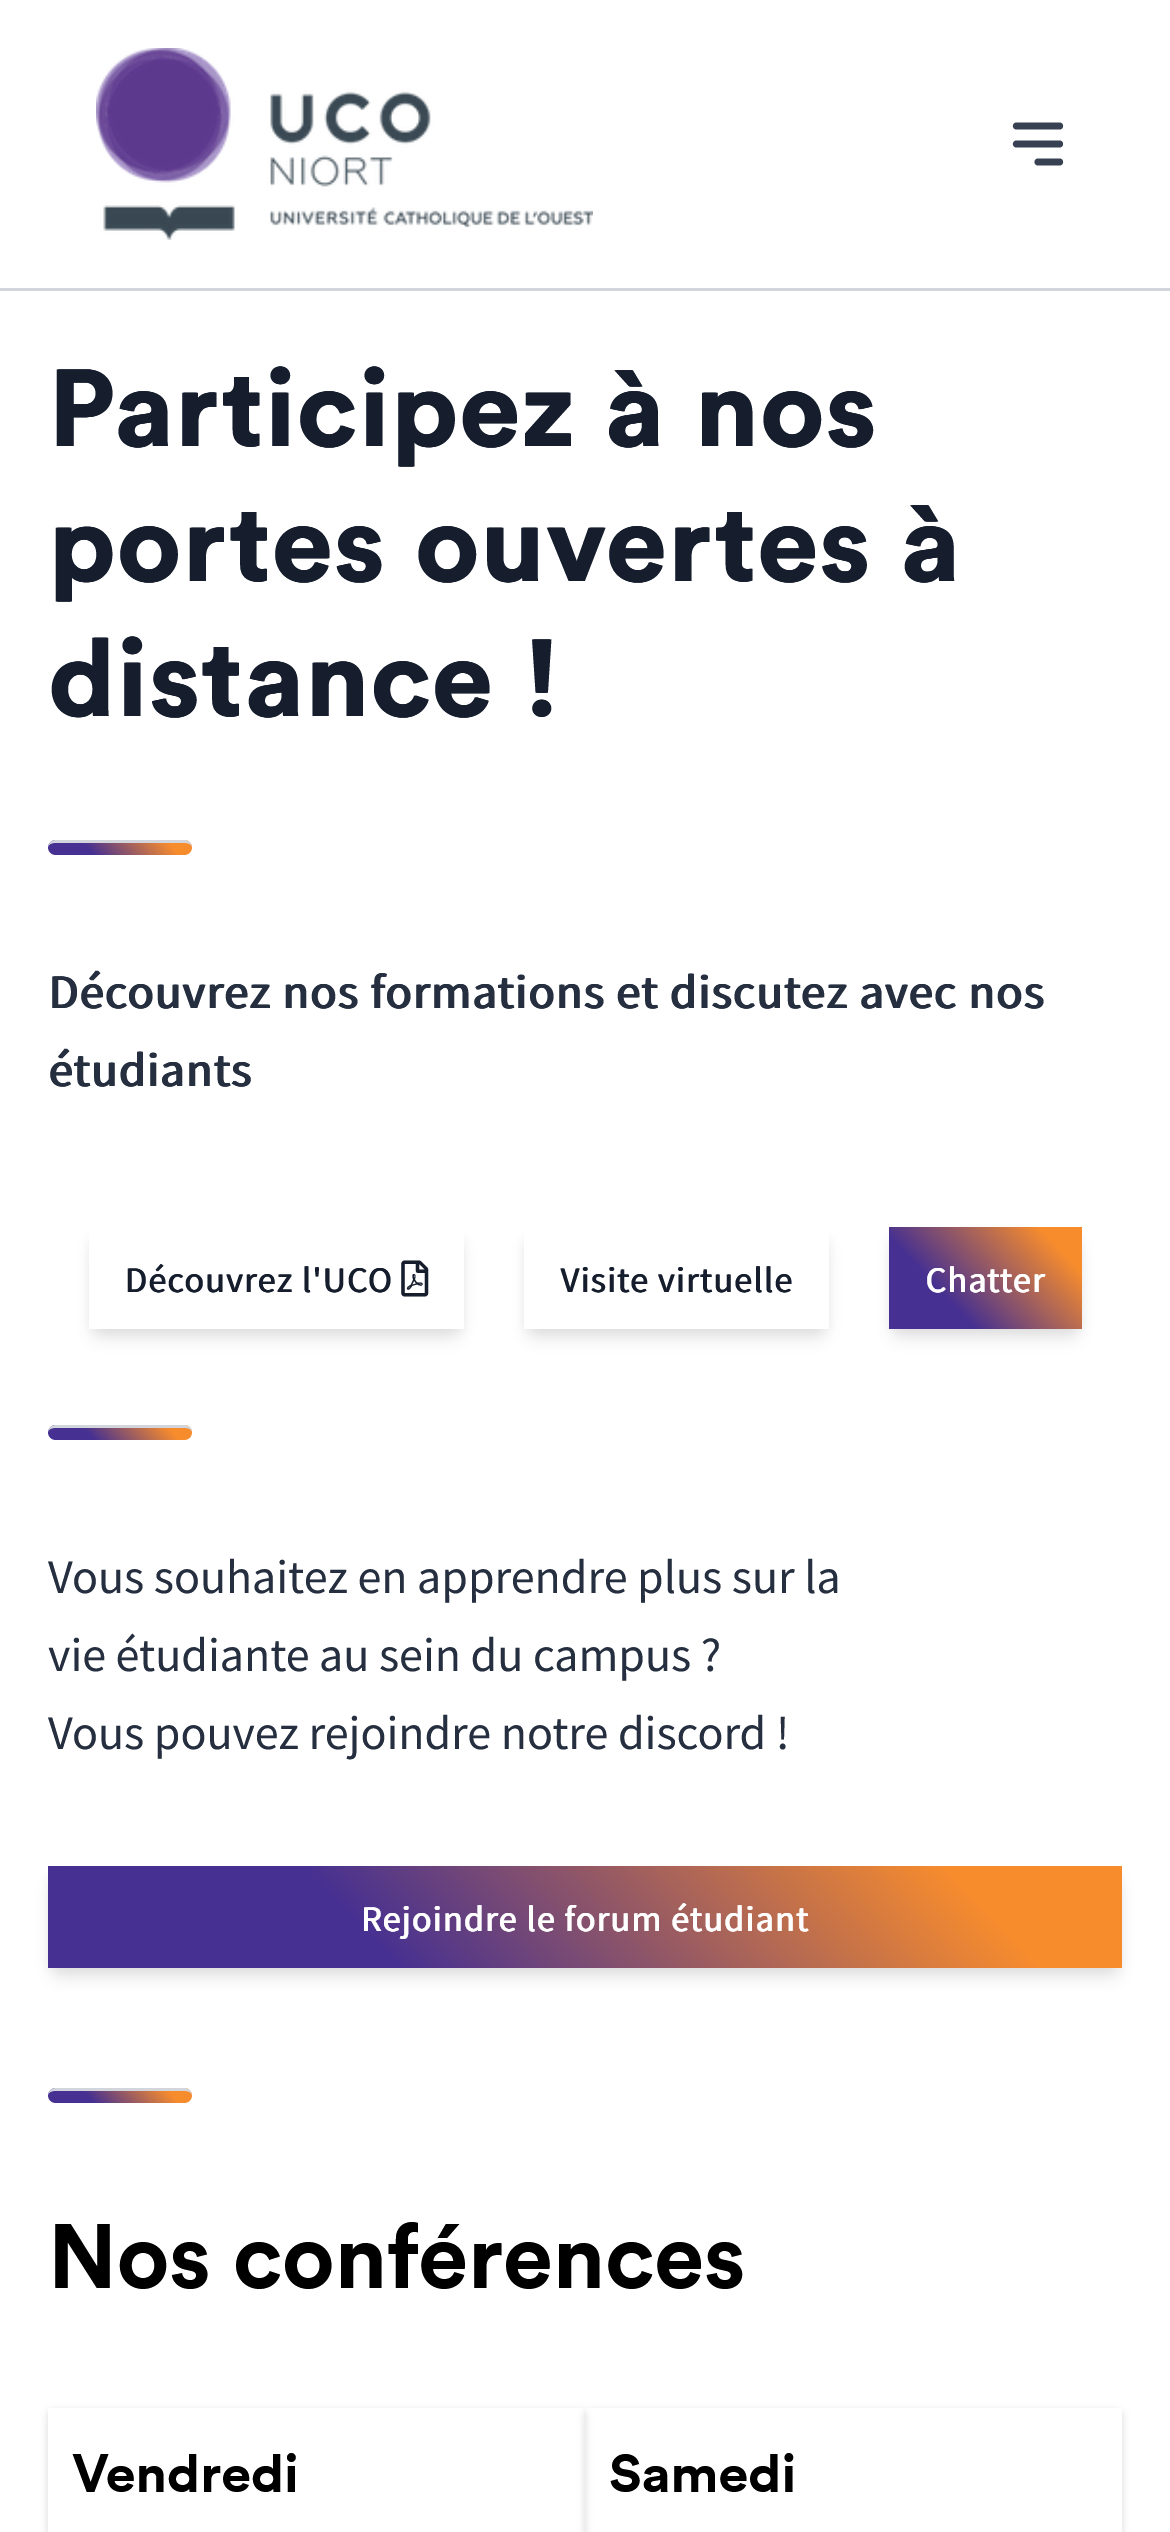 UCO
NIORT
UNIVERSITÉ CATHOLIQUE DE L'OUEST
Participez à nos
portes ouvertes à
distance !
Découvrez nos formations et discutez avec nos
étudiants
Découvrez l'UCO
Visite virtuelle
Chatter
Vous souhaitez en apprendre plus sur la
vie étudiante au sein du campus ?
Vous pouvez rejoindre notre discord !
Rejoindre le forum étudiant
Nos conférences
Vendredi
Samedi